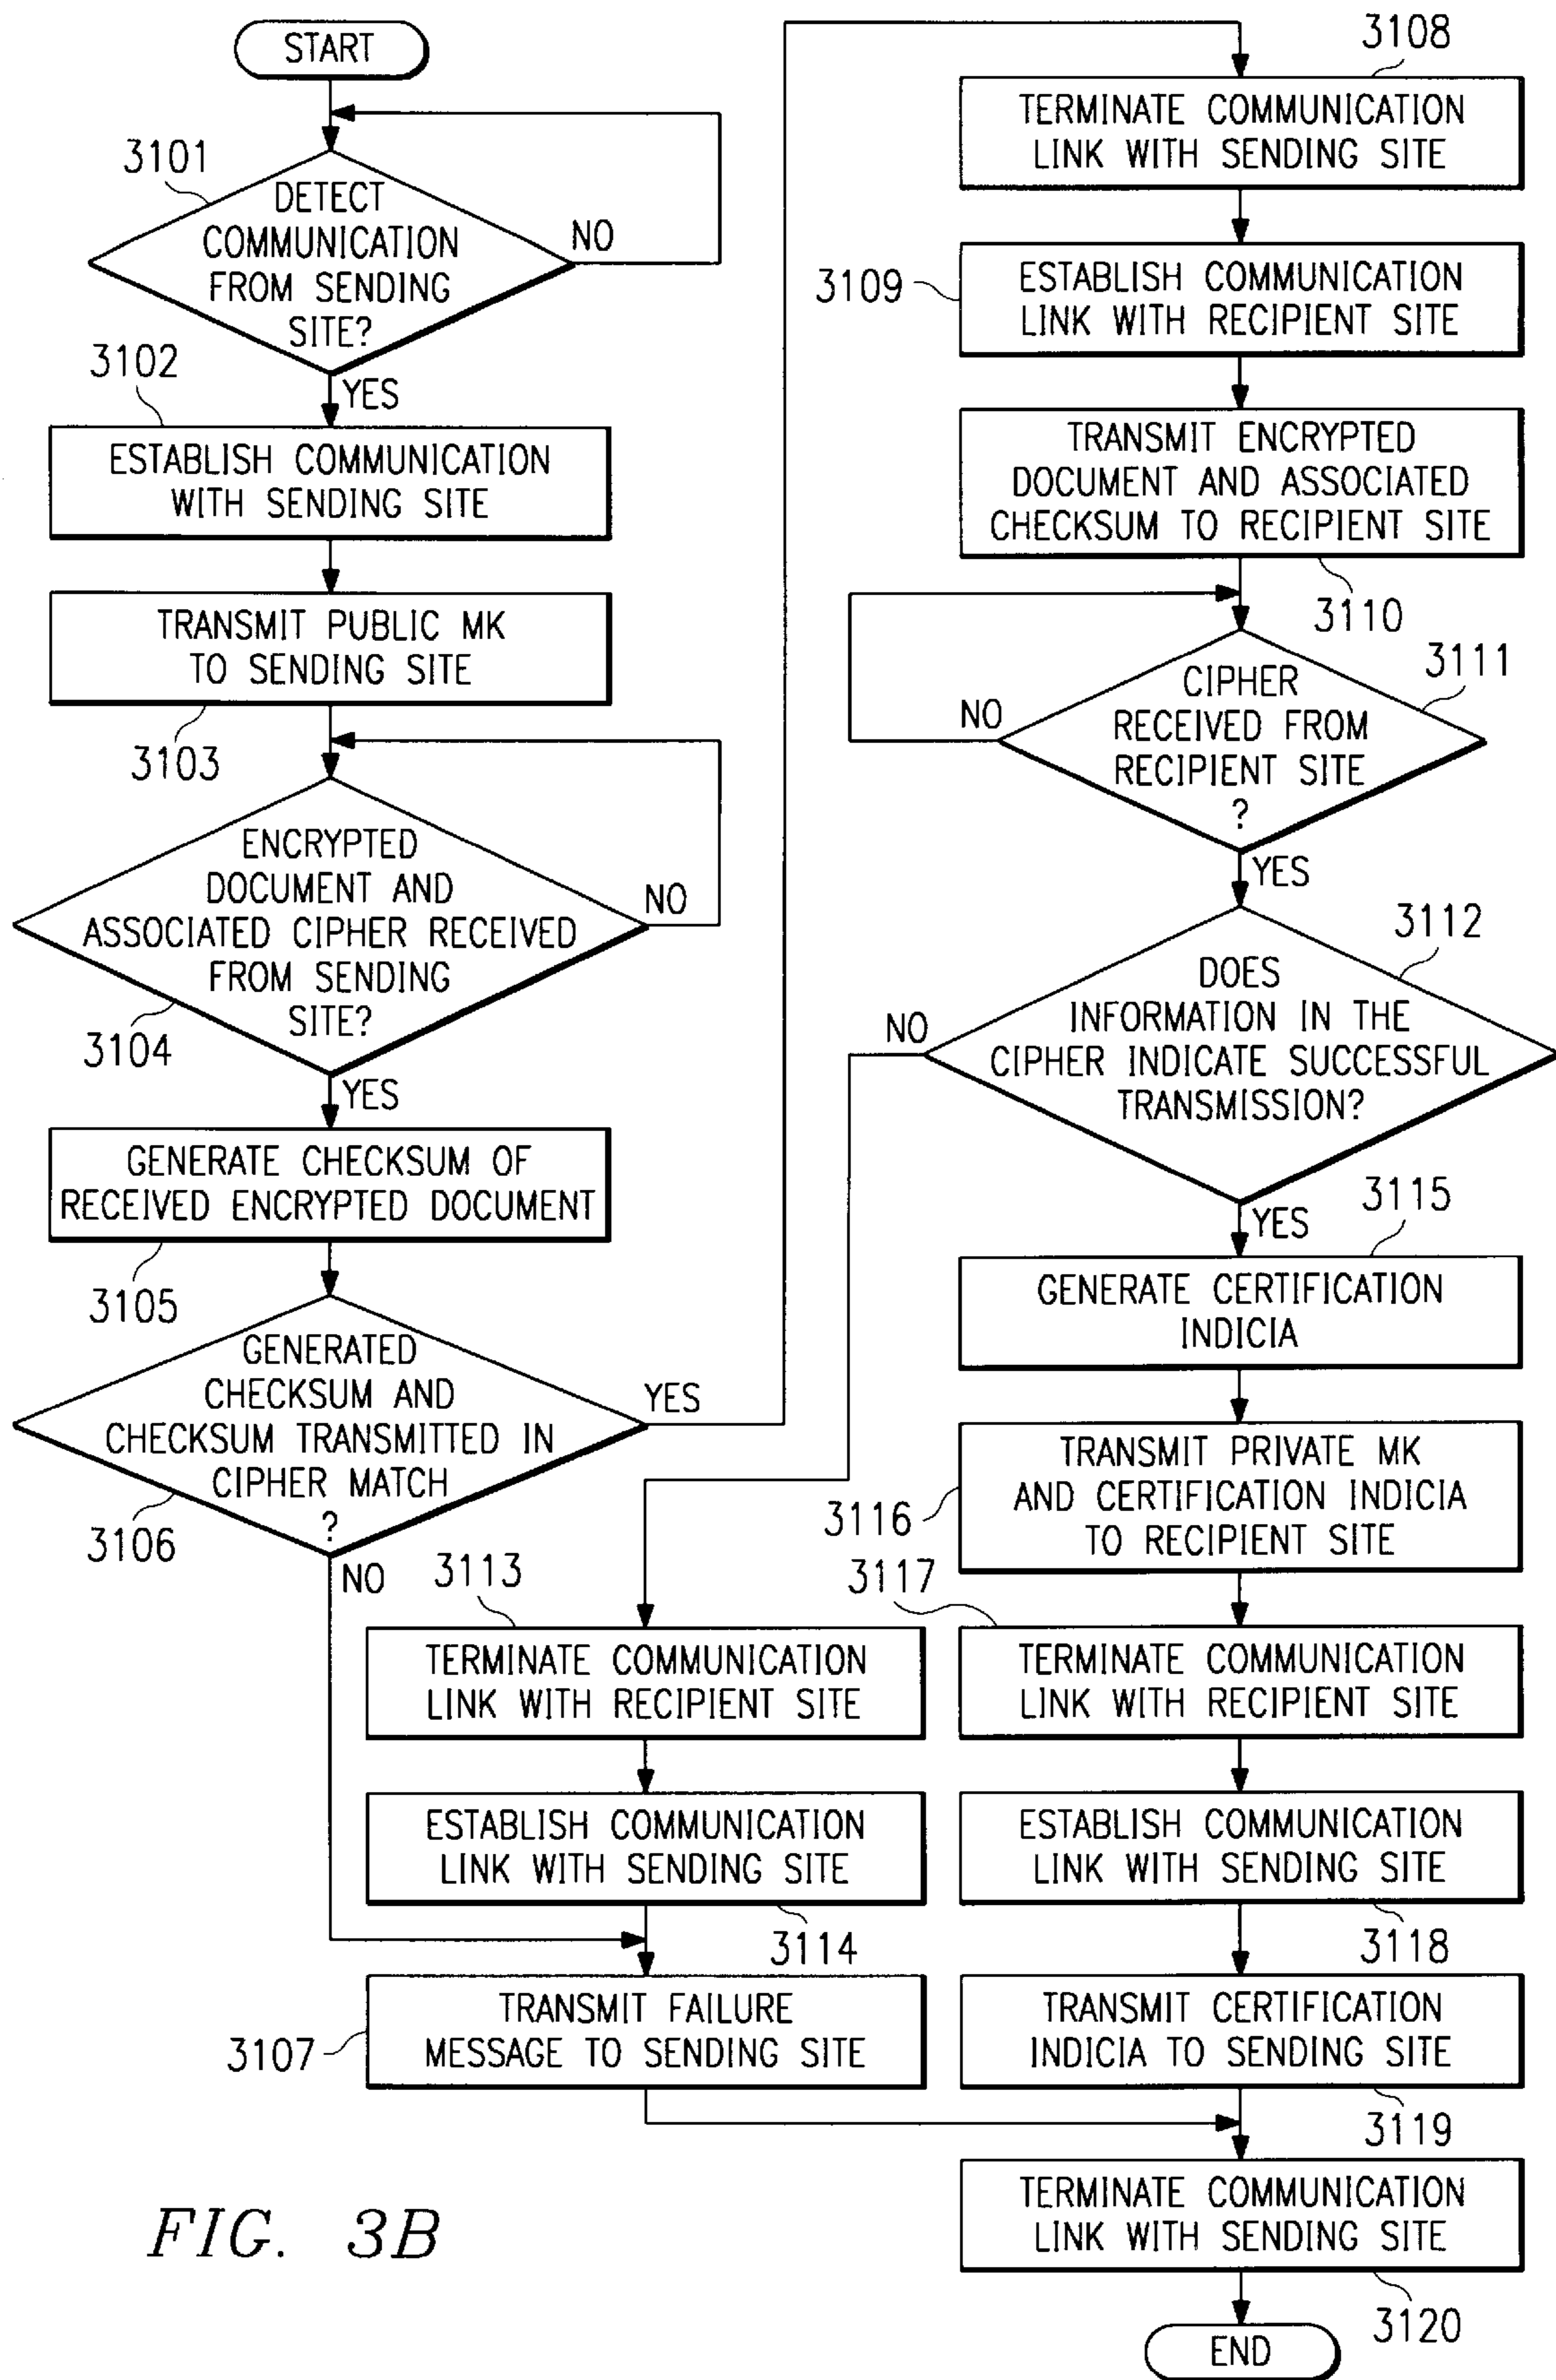 START
3101
DETECT
COMMUNICATION
FROM SENDING
SITE?
NO
YES
3102
ESTABLISH COMMUNICATION
WITH SENDING SITE
TRANSMIT PUBLIC MK
TO SENDING SITE
3103
ENCRYPTED
DOCUMENT AND
ASSOCIATED CIPHER RECEIVED
FROM SENDING
SITE?
NO
3104
YES
GENERATE CHECKSUM OF
RECEIVED ENCRYPTED DOCUMENT
3105
GENERATED
CHECKSUM AND
CHECKSUM TRANSMITTED IN
CIPHER MATCH
?
YES
3106
NO
3108
TERMINATE COMMUNICATION
LINK WITH SENDING SITE
3109
ESTABLISH COMMUNICATION
LINK WITH RECIPIENT SITE
TRANSMIT ENCRYPTED
DOCUMENT AND ASSOCIATED
CHECKSUM TO RECIPIENT SITE
3110
3111
CIPHER
RECEIVED FROM
RECIPIENT SITE
?
NO
YES
3112
DOES
INFORMATION IN THE
CIPHER INDICATE SUCCESSFUL
TRANSMISSION?
NO
YES
3115
GENERATE CERTIFICATION
INDICIA
3116
TRANSMIT PRIVATE MK
AND CERTIFICATION INDICIA
TO RECIPIENT SITE
3113
TERMINATE COMMUNICATION
LINK WITH RECIPIENT SITE
ESTABLISH COMMUNICATION
LINK WITH SENDING SITE
3114
3107
TRANSMIT FAILURE
MESSAGE TO SENDING SITE
3117
TERMINATE COMMUNICATION
LINK WITH RECIPIENT SITE
ESTABLISH COMMUNICATION
LINK WITH SENDING SITE
3118
TRANSMIT CERTIFICATION
INDICIA TO SENDING SITE
3119
TERMINATE COMMUNICATION
LINK WITH SENDING SITE
3120
END
FIG. 3B